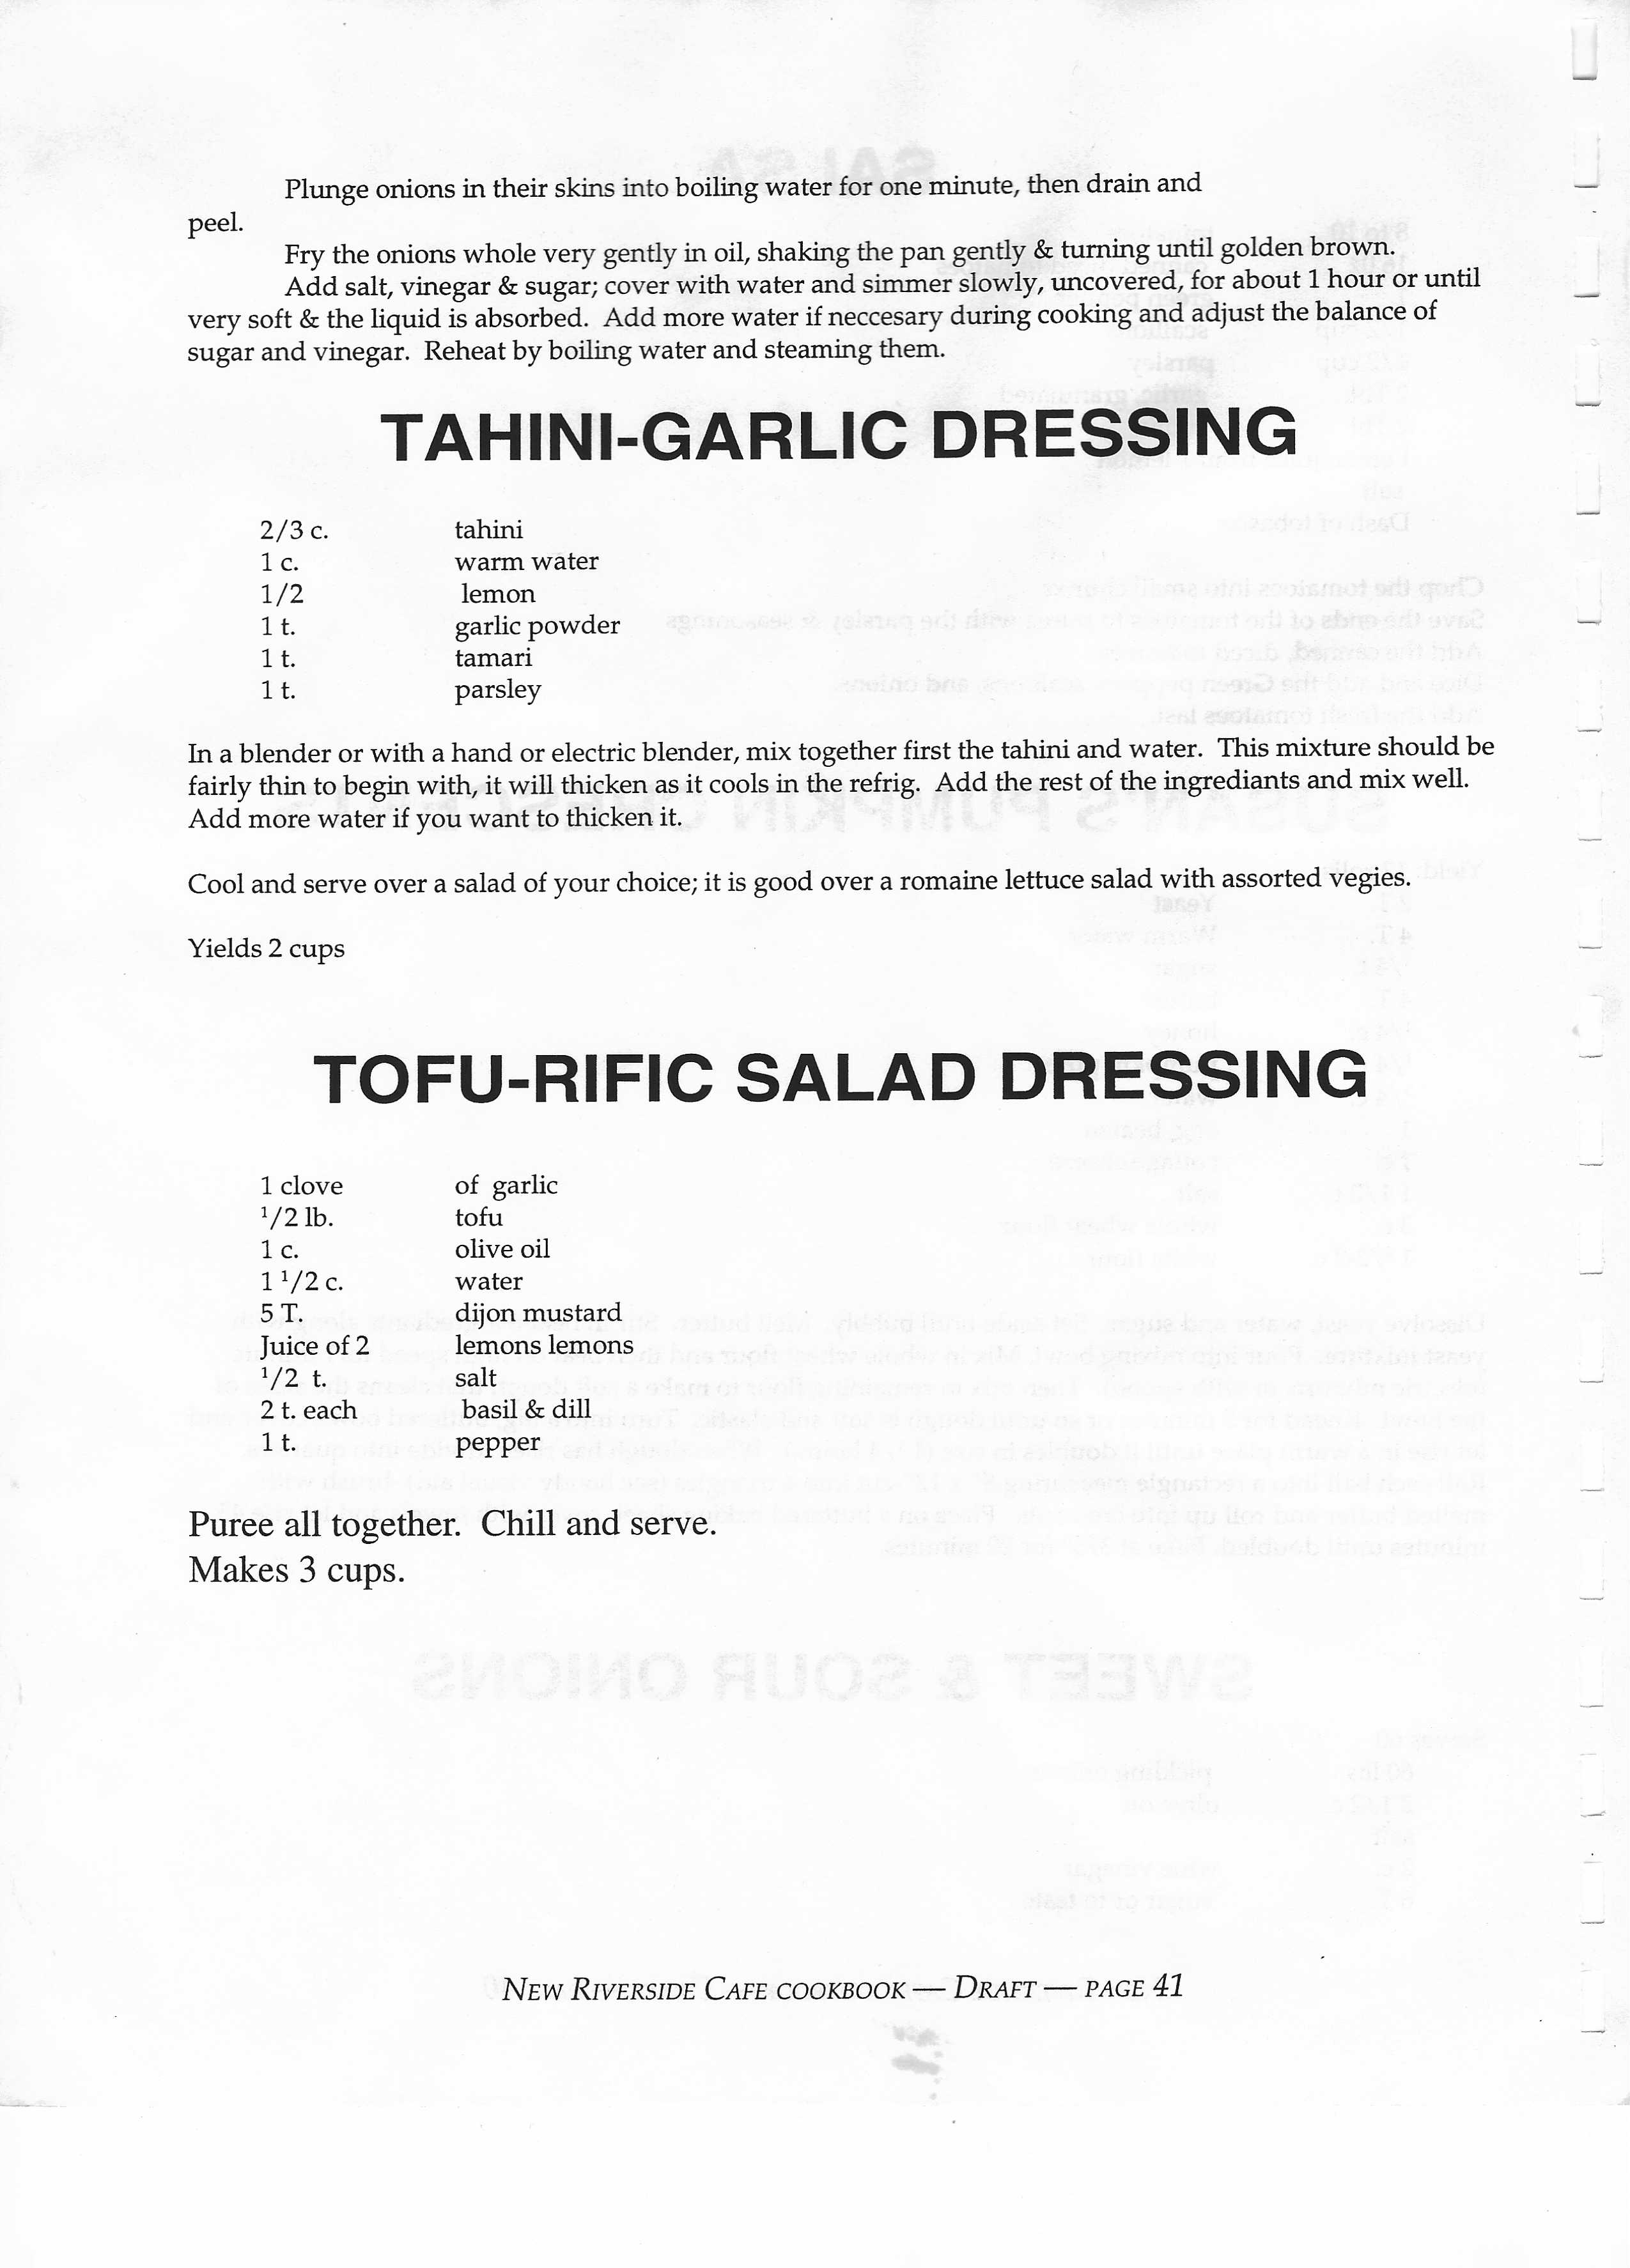 Plunge onions in their skins into boiling water for one minute, then drain and
peel.
Fry the onions whole very gently in oil, shaking the pan gently & turning until golden brown.
Add salt, vinegar & sugar; cover with water and simmer slowly, uncovered, for about 1 hour or until
very soft & the liquid is absorbed. Add more water if neccesary during cooking and adjust the balance of
sugar and vinegar. Reheat by boiling water and steaming them.
TAHINI-GARLIC DRESSING
2/3 c. tahini
1 c. warm water
1/2 lemon
1 t. garlic powder
1 t. tamari
1 t. parsley
In a blender or with a hand or electric blender, mix together first the tahini and water. This mixture should be
fairly thin to begin with, it will thicken as it cools in the refrig. Add the rest of the ingrediants and mix well.
Add more water if you want to thicken it.
Cool and serve over a salad of your choice; it is good over a romaine lettuce salad with assorted vegies.
Yields 2 cups
TOFU-RIFIC SALAD DRESSING
1 clove of garlic
1/2 lb. tofu
1 c. olive oil
1 1/2 c. water
5 T. dijon mustard
Juice of 2 lemons lemons
1/2 t. salt
2 t. each basil & dill
1 t. pepper
Puree all together. Chill and serve.
Makes 3 cups.
NEW RIVERSIDE CAFE COOKBOOK — DRAFT — PAGE 41